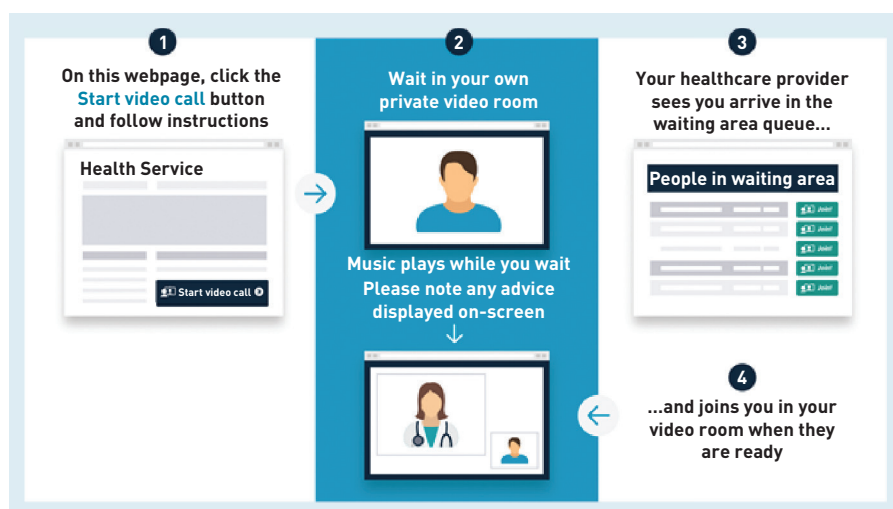 1
On this webpage, click the
Start video call button
and follow instructions
Health Service
Start video call
2
Wait in your own
private video room
Music plays while you wait
Please note any advice
displayed on-screen
3
Your healthcare provider
sees you arrive in the
waiting area queue...
People in waiting area
Join!
Join!
Join!
Join!
Join!
4
...and joins you in your
video room when they
are ready